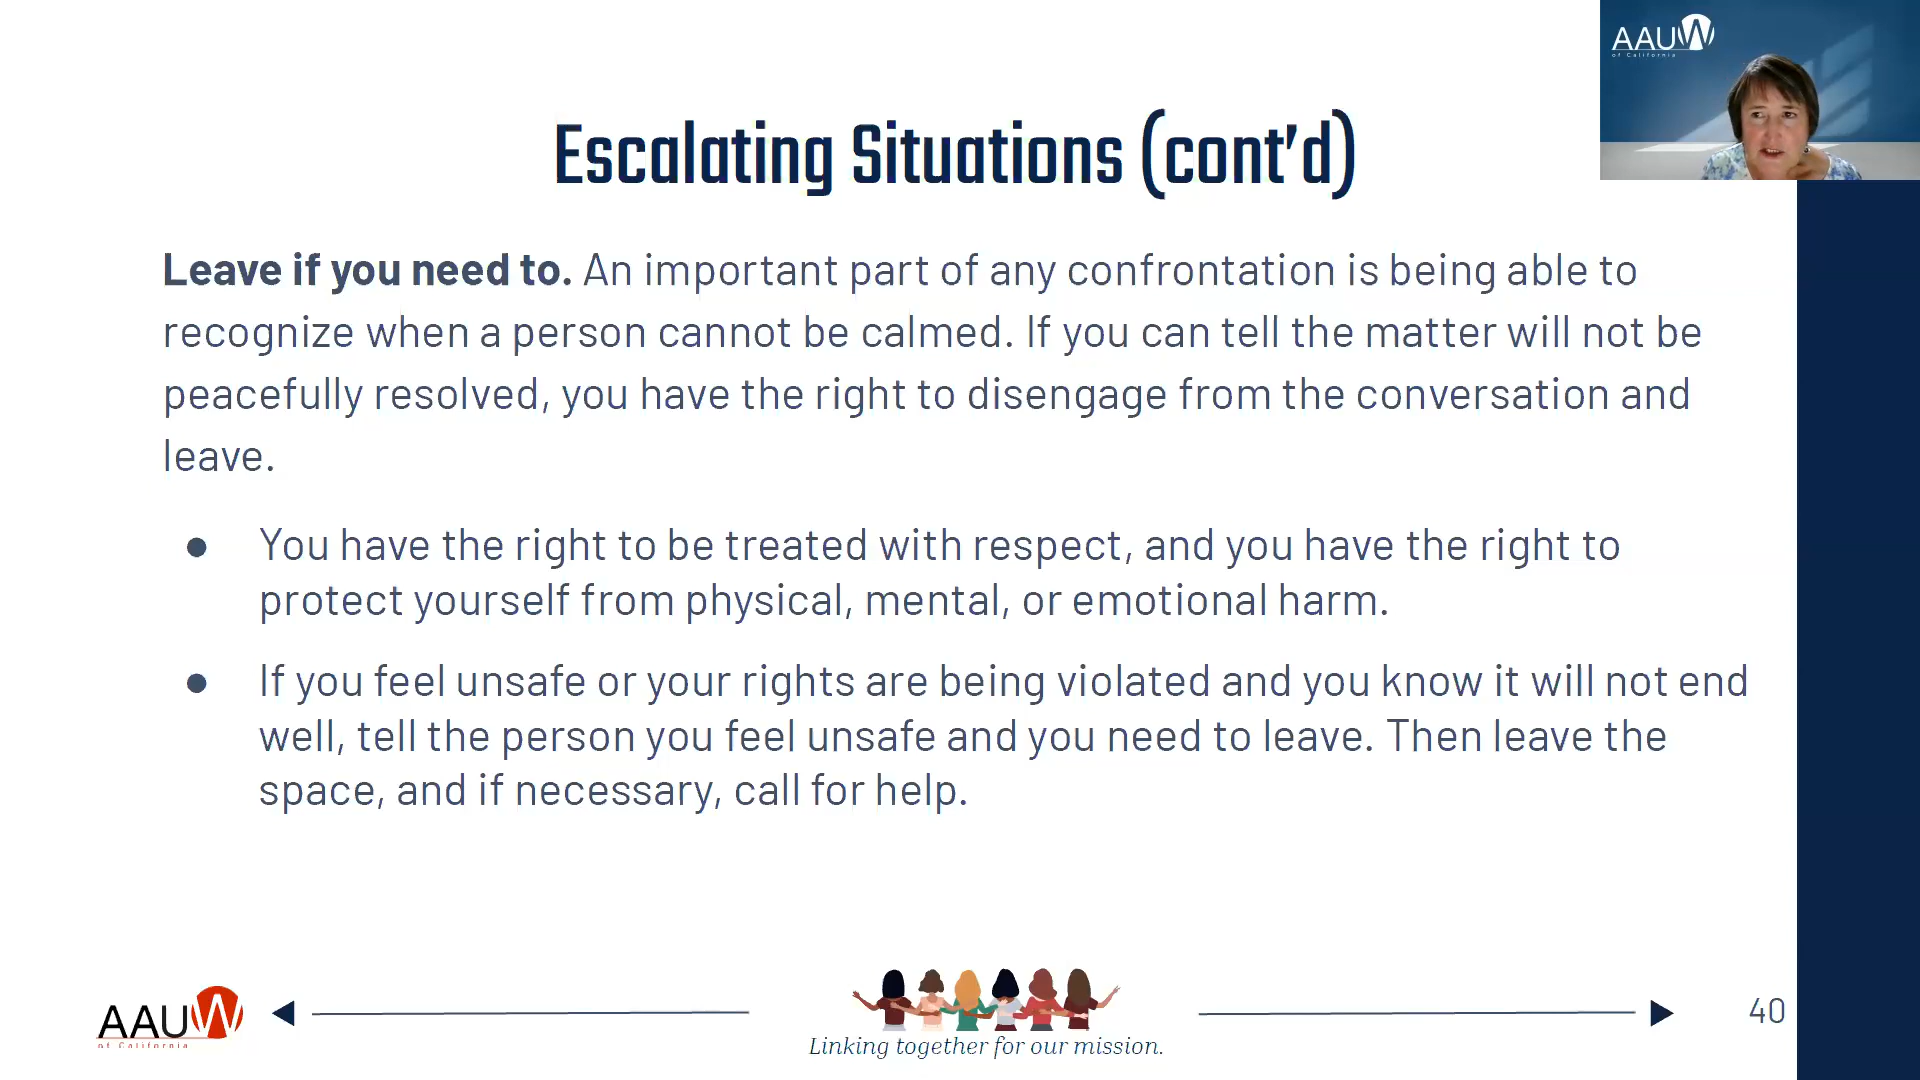 AAUW
of California
Escalating Situations (cont'd)
Leave if you need to. An important part of any confrontation is being able to
recognize when a person cannot be calmed. If you can tell the matter will not be
peacefully resolved, you have the right to disengage from the conversation and
leave.
● You have the right to be treated with respect, and you have the right to
protect yourself from physical, mental, or emotional harm.
● If you feel unsafe or your rights are being violated and you know it will not end
well, tell the person you feel unsafe and you need to leave. Then leave the
space, and if necessary, call for help.
AAUW
of California
Linking together for our mission.
40